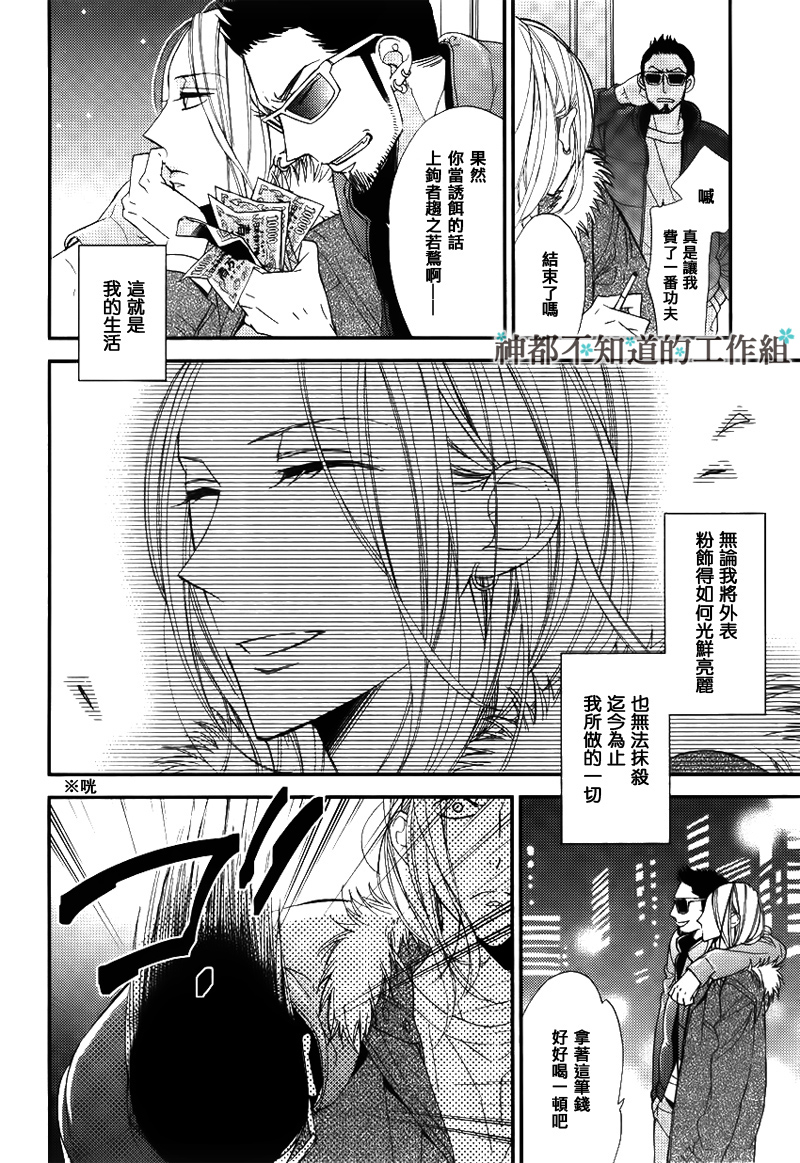 嘁
真是讓我
費了一番功夫
結束了嗎
果然
你當誘餌的話
上鉤者趨之若鶩啊——
這就是
我的生活
神都不知道的工作組
無論我將外表
粉飾得如何光鮮亮麗
也無法抹殺
迄今為止
我所做的一切
拿著這筆錢
好好喝一頓吧
※咣
ガッ